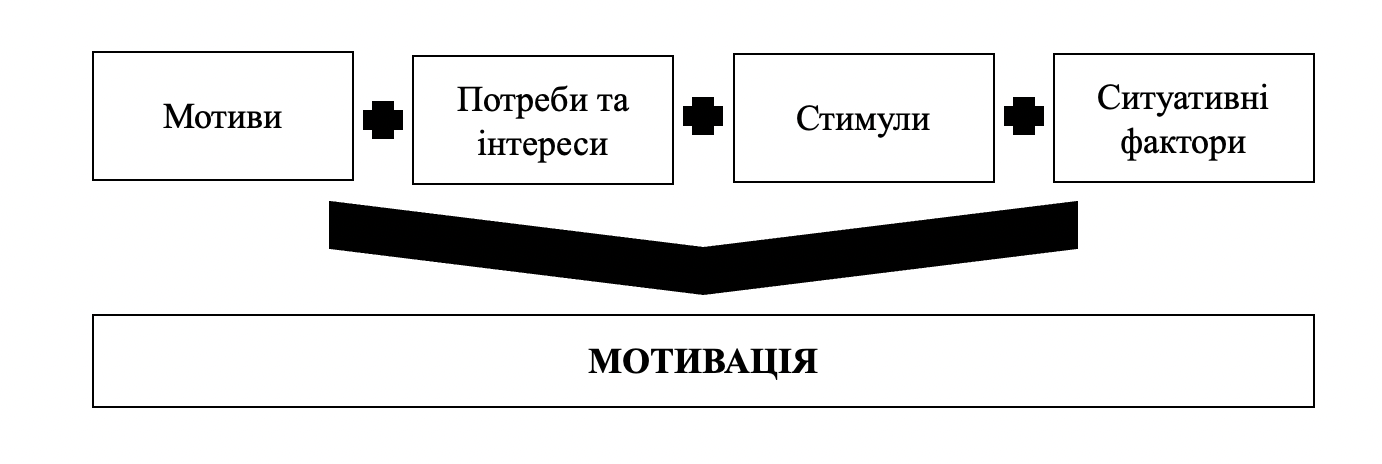 Мотиви
Потреби та
інтереси
Стимули
Ситуативні
фактори
МОТИВАЦІЯ